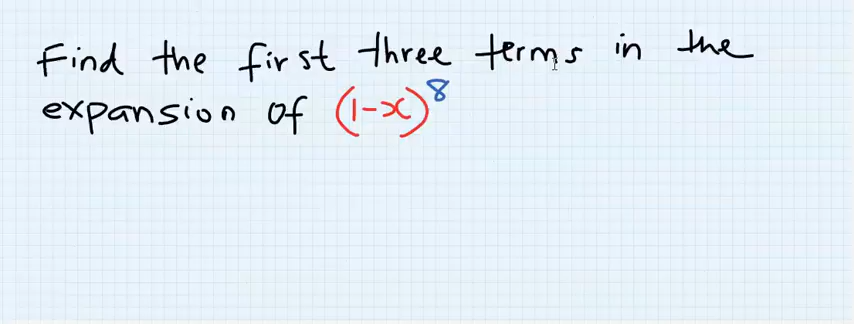 Find the first three terms in the
expansion of (1-x)⁸